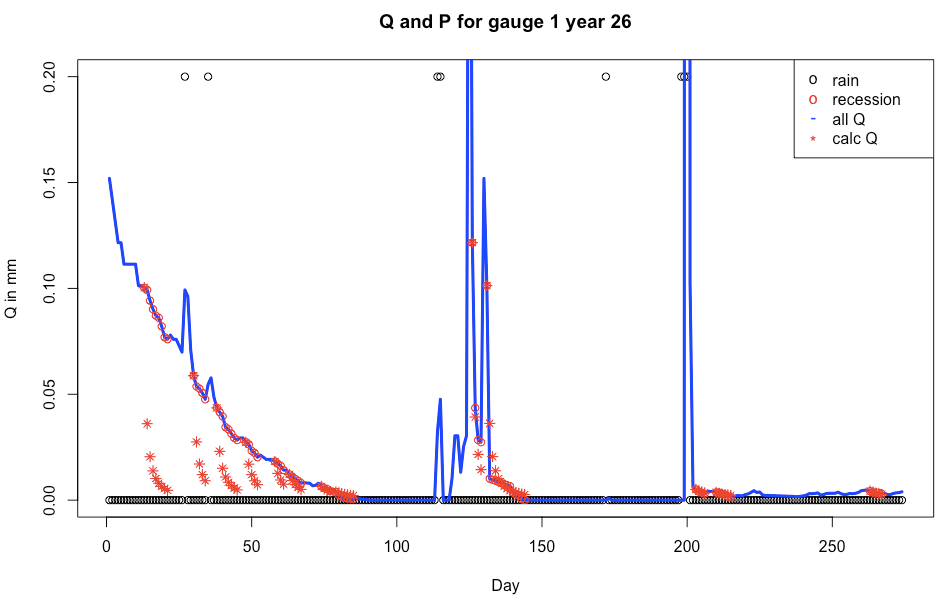 Q and P for gauge 1 year 26
Q in mm
0.20
0.15
0.10
0.05
0.00
o rain
o recession
- all Q
* calc Q
0 50 100 150 200 250
Day